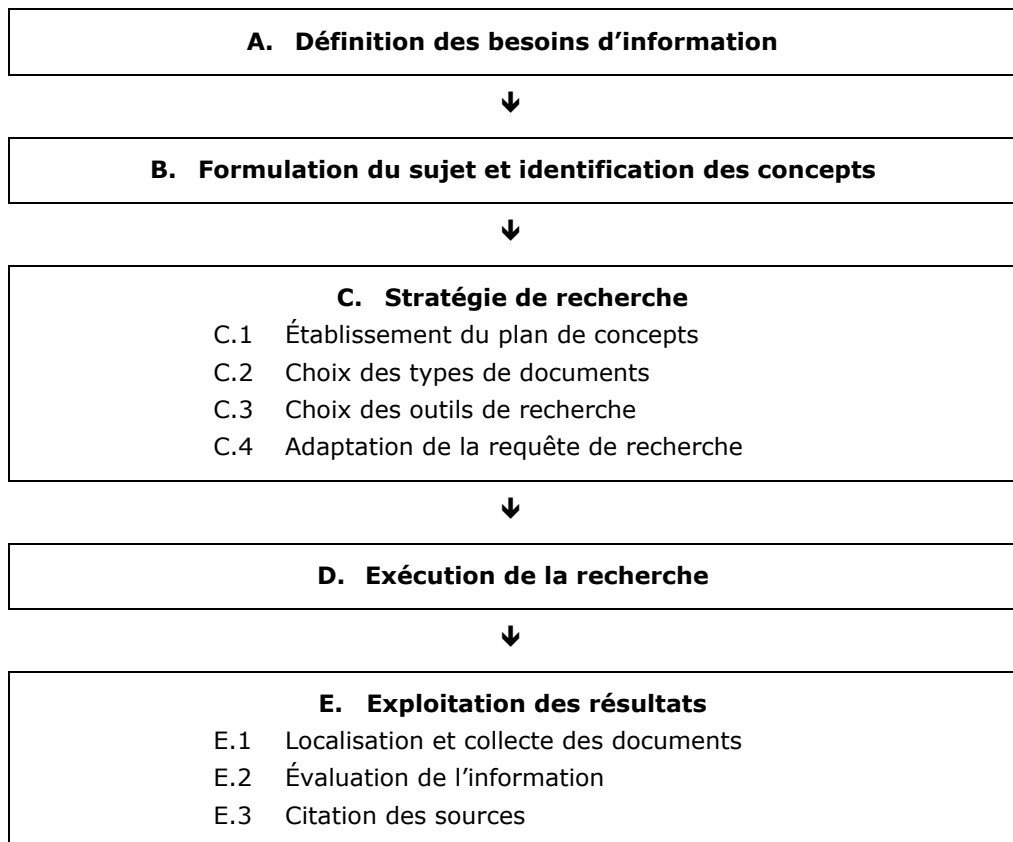 A. Définition des besoins d’information
🡻
B. Formulation du sujet et identification des concepts
🡻
C. Stratégie de recherche
C.1 Établissement du plan de concepts
C.2 Choix des types de documents
C.3 Choix des outils de recherche
C.4 Adaptation de la requête de recherche
🡻
D. Exécution de la recherche
🡻
E. Exploitation des résultats
E.1 Localisation et collecte des documents
E.2 Évaluation de l’information
E.3 Citation des sources